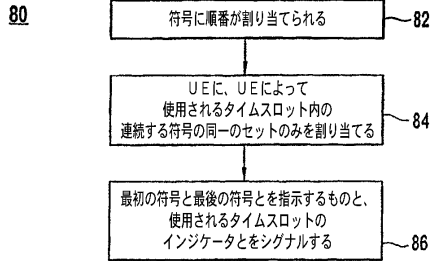 80
符号に順番が割り当てられる
82
UEに、UEによって
使用されるタイムスロット内の
連続する符号の同一のセットのみを割り当てる
84
最初の符号と最後の符号とを指示するものと、
使用されるタイムスロットの
インジケータとをシグナルする
86